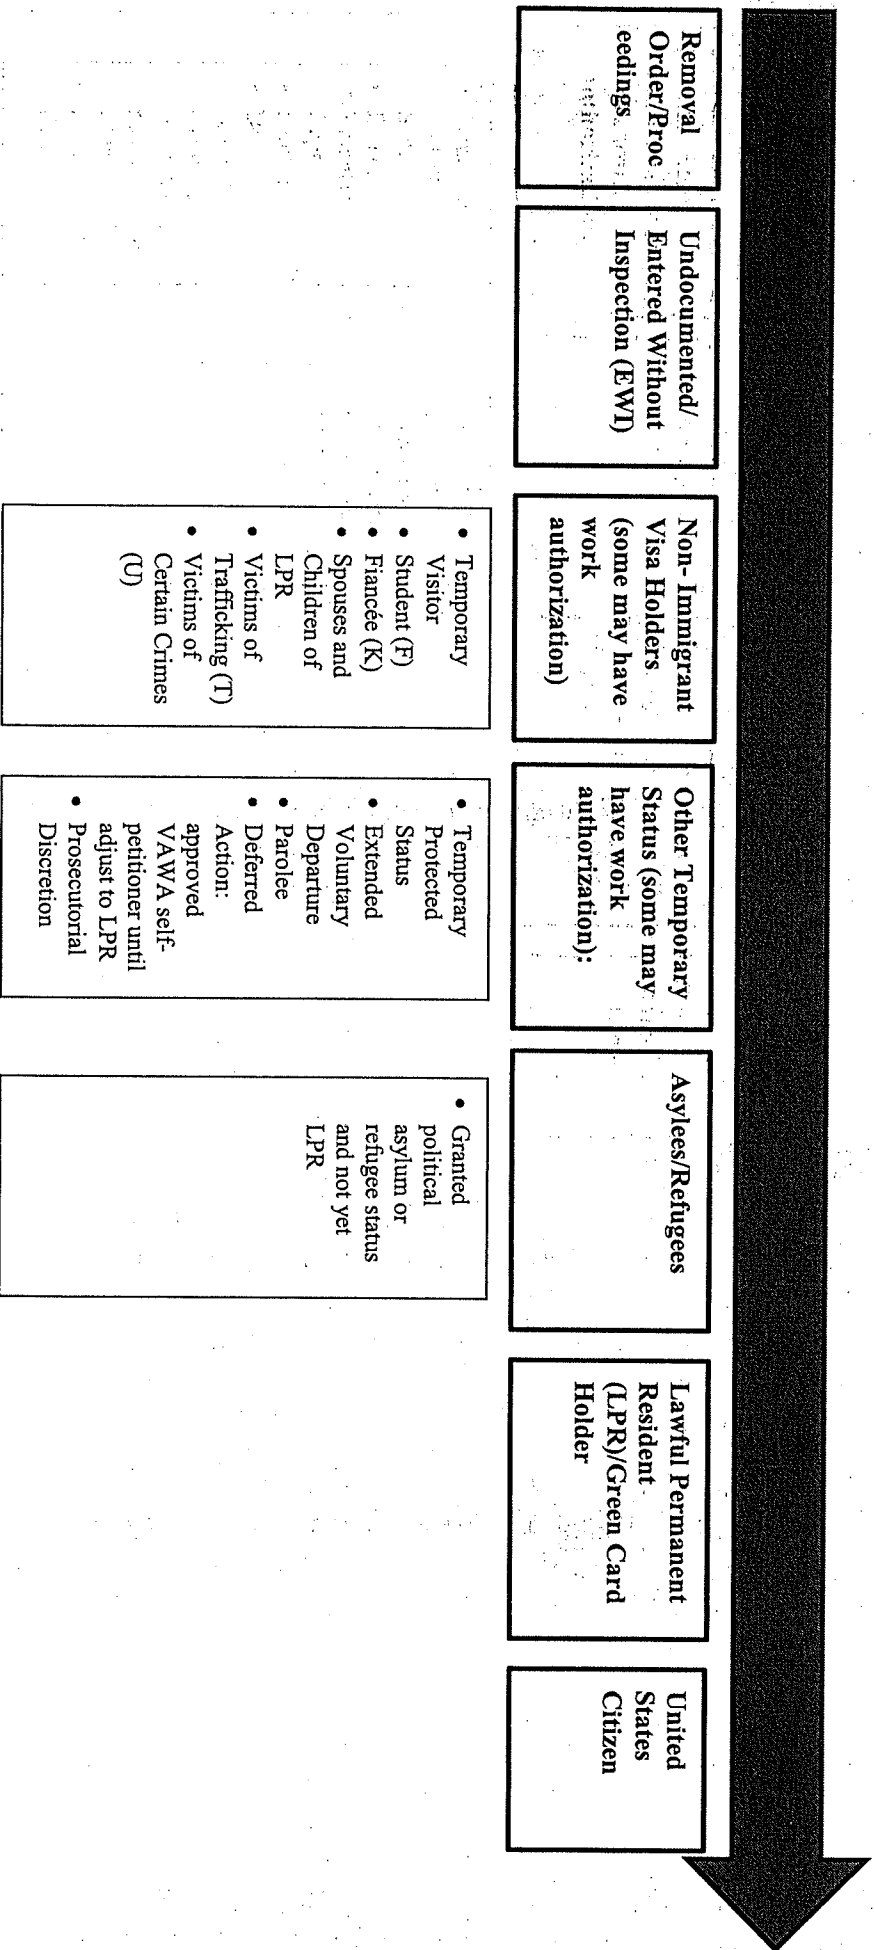 Removal
Order/Proc
eedings
Undocumented/
Entered Without
Inspection (EWI)
Non- Immigrant
Visa Holders
(some may have
work
authorization)
• Temporary
Visitor
• Student (F)
• Fiancée (K)
• Spouses and
Children of
LPR
• Victims of
Trafficking (T)
• Victims of
Certain Crimes
(U)
Other Temporary
Status (some may
have work
authorization):
• Temporary
Protected
Status
• Extended
Voluntary
Departure
• Parolee
• Deferred
Action:
approved
VAWA self-
petitioner until
adjust to LPR
• Prosecutorial
Discretion
Asylees/Refugees
• Granted
political
asylum or
refugee status
and not yet
LPR
Lawful Permanent
Resident
(LPR)/Green Card
Holder
United
States
Citizen